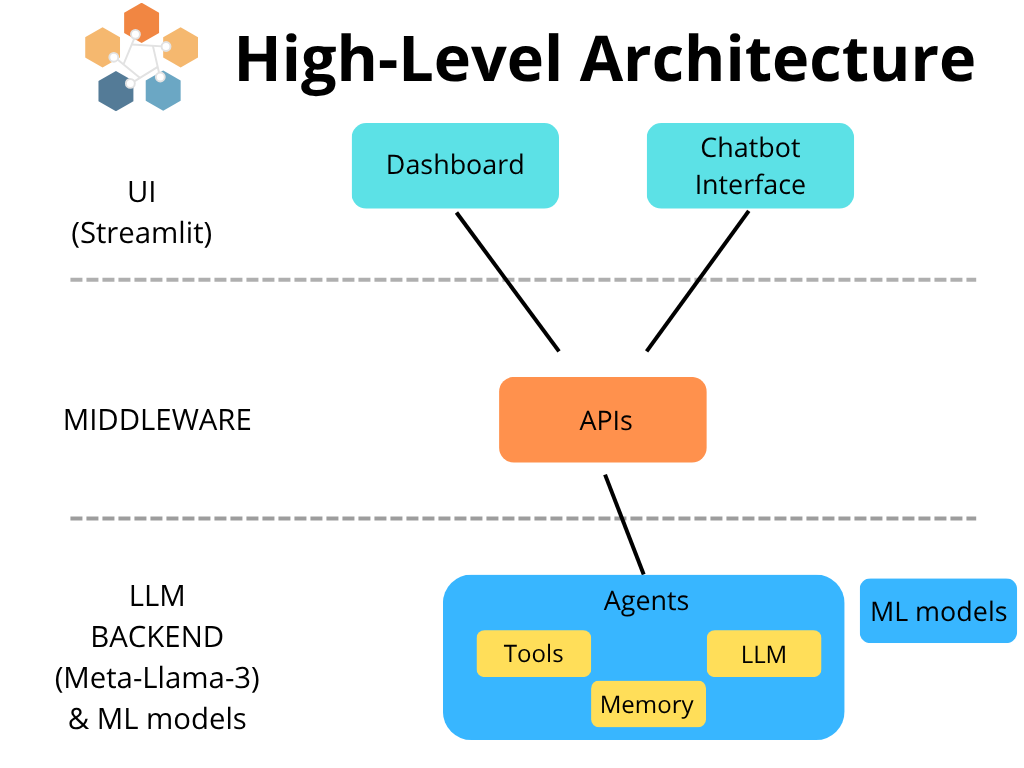 High-Level Architecture
Dashboard
Chatbot
Interface
UI
(Streamlit)
MIDDLEWARE
APIs
LLM
BACKEND
(Meta-Llama-3)
& ML models
Agents
Tools
LLM
Memory
ML models